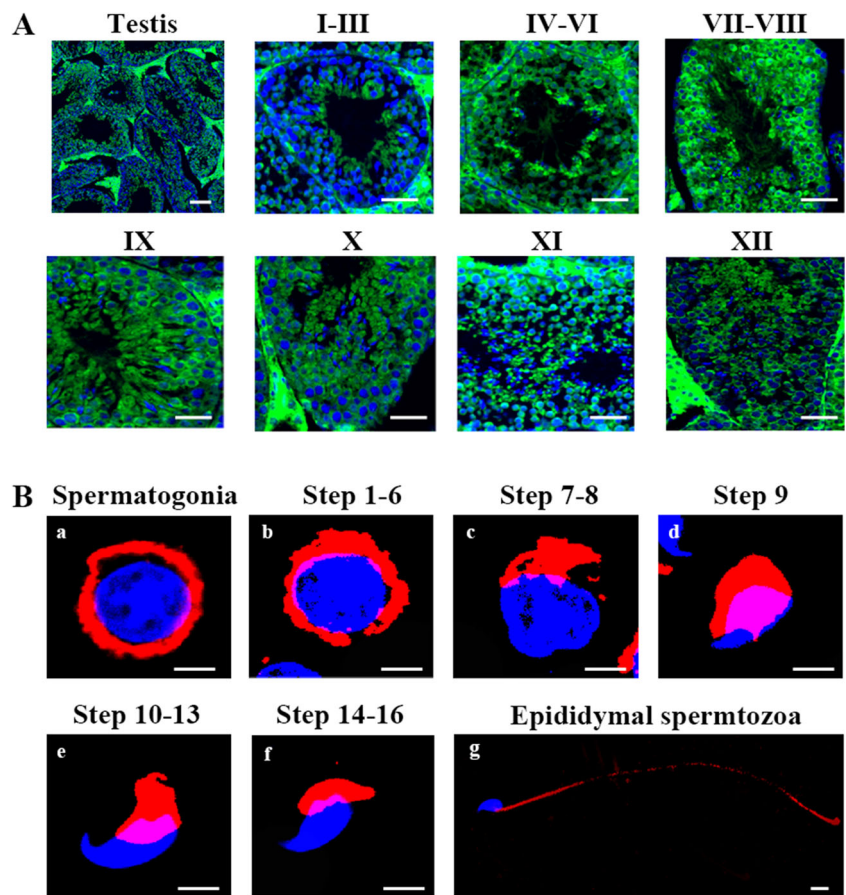 A
Testis
I-III
IV-VI
VII-VIII
IX
X
XI
XII
B
Spermatogonia
Step 1-6
Step 7-8
Step 9
a
b
c
d
Step 10-13
Step 14-16
Epididymal spermtozoa
e
f
g